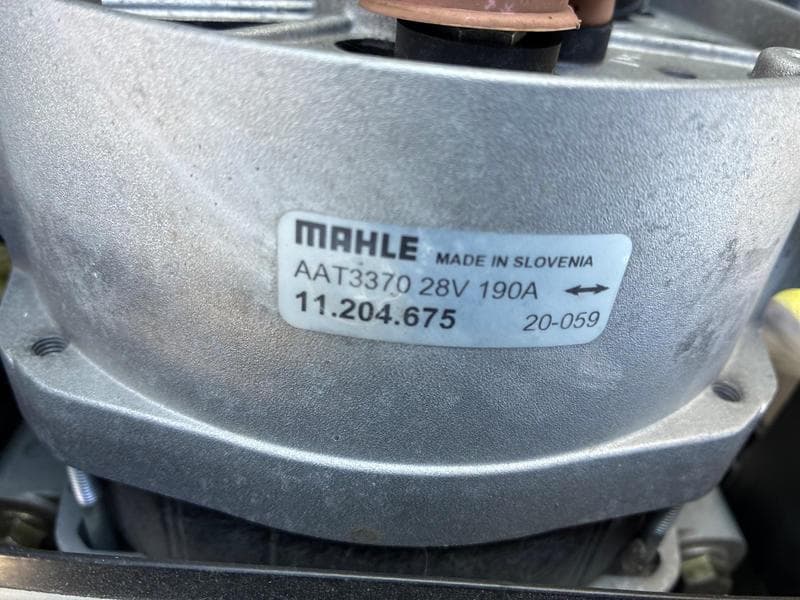 MAHLE MADE IN SLOVENIA
AAT3370 28V 190A
11.204.675 20-059